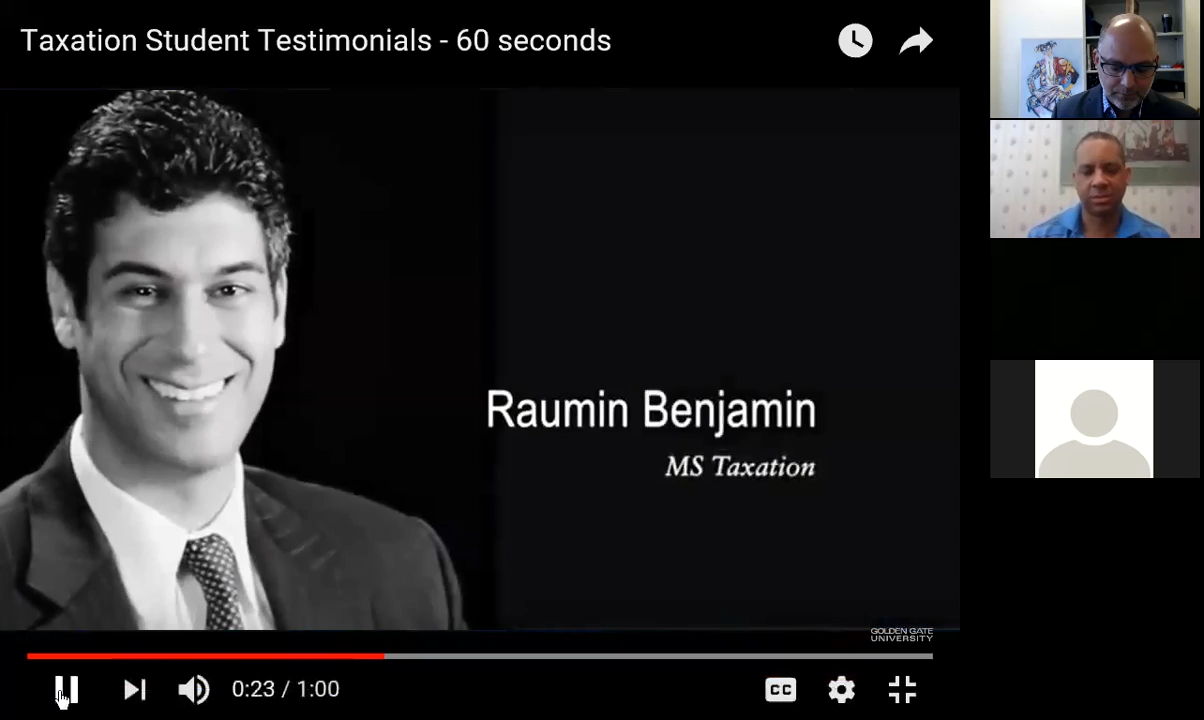 Taxation Student Testimonials - 60 seconds
Raumin Benjamin
MS Taxation
GOLDEN GATE
UNIVERSITY
0:23 / 1:00
CC